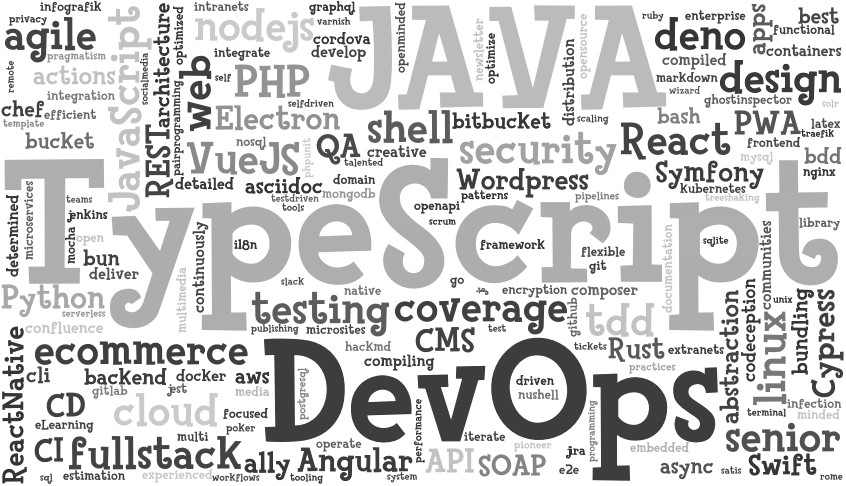 infografik
privacy
agile
pragmatism
remote
actions
integration
chef
efficient
template
bucket
JavaScript
socialmedia
architecture
REST
optimized
pairprogramming
intranets
nodejs
integrate
web
self
PHP
selfdriven
Electron
nosql
VueJS
phpunit
detailed
asciidoc
testdriven
tools
graphql
varnish
cordova
develop
JAVA
openminded
newsletter
optimize
distribution
opensource
ruby
enterprise
deno
compiled
markdown
wizard
apps
best
functional
containers
design
ghostinspector
solr
bash
PWA
latex
traefik
frontend
mysql
bdd
nginx
shell
bitbucket
scaling
QA
talented
creative
security
React
domain
mongodb
Wordpress
patterns
Symfony
kubernetes
pipelines
treeshaking
TypeScript
determined
microservices
teams
jenkins
mocha
open
bun
deliver
continuously
i18n
openapi
scrum
framework
flexible
git
sqlite
library
documentation
communities
Python
serverless
confluence
multimedia
slack
native
go
encryption
composer
unix
testing
coverage
publishing
microsites
test
github
tdd
abstraction
codeception
linux
bundling
Cypress
ReactNative
ecommerce
hackmd
compiling
CMS
tickets
Rust
extranets
practices
cli
backend
docker
aws
gitlab
jest
media
CD
eLearning
cloud
focused
poker
postgresql
DevOps
driven
nushell
programming
performance
infection
minded
terminal
CI
fullstack
multi
operate
iterate
pioneer
embedded
senior
sql
estimation
experienced
workflows
ally
Angular
tooling
system
API
SOAP
jra
e2e
async
satis
Swift
rome